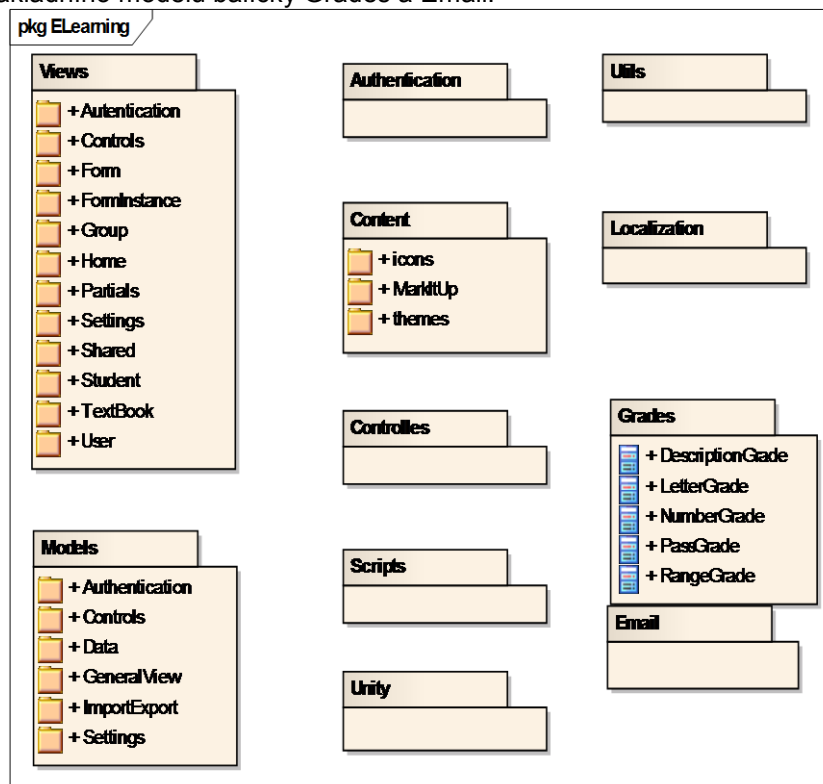 modelu balíčky Grades a Email.
pkg ELearning
Views
+ Autentication
+ Controls
+ Form
+ FormInstance
+ Group
+ Home
+ Partials
+ Settings
+ Shared
+ Student
+ TextBook
+ User
Models
+ Authentication
+ Controls
+ Data
+ GeneralView
+ ImportExport
+ Settings
Authentication
Content
+ icons
+ MarkItUp
+ themes
Controlles
Scripts
Unity
Utils
Localization
Grades
+ DescriptionGrade
+ LetterGrade
+ NumberGrade
+ PassGrade
+ RangeGrade
Email